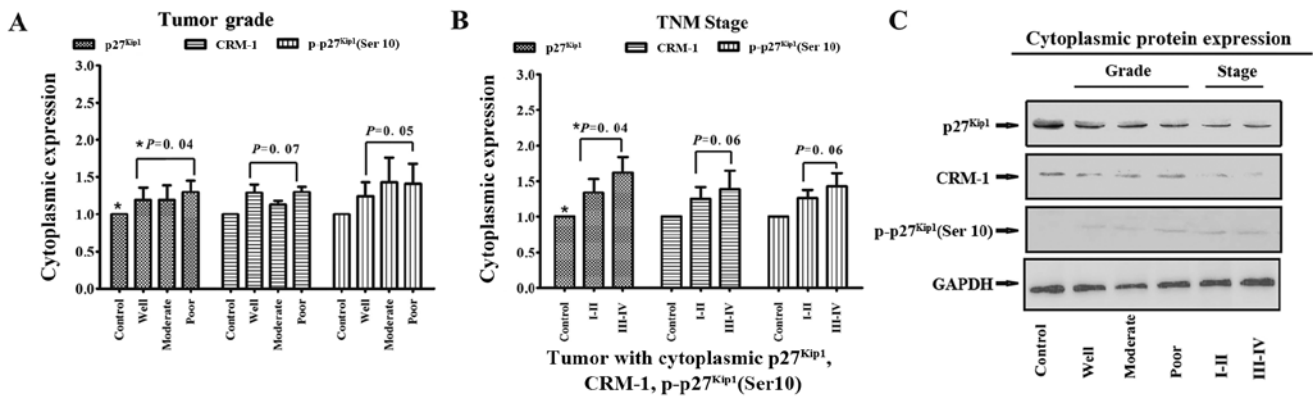 A
Tumor grade
p27Kip1 CRM-1 p-p27Kip1(Ser 10)
Cytoplasmic expression
3.0
2.5
2.0
1.5
1.0
1.5
0.0
*
*P=0.04
P=0.07
P=0.05
Control Well Moderate Poor Control Well Moderate Poor Control Well Moderate Poor
B
TNM Stage
p27Kip1 CRM-1 p-p27Kip1(Ser 10)
Cytoplasmic expression
3.0
2.5
2.0
1.5
1.0
1.5
0.0
*
*P=0.04
P=0.06
P=0.06
Control I-II III-IV Control I-II III-IV Control I-II III-IV
Tumor with cytoplasmic p27Kip1,
CRM-1, p-p27Kip1(Ser10)
C
Cytoplasmic protein expression
Grade Stage
p27Kip1
CRM-1
p-p27Kip1(Ser 10)
GAPDH
Control Well Moderate Poor I-II III-IV